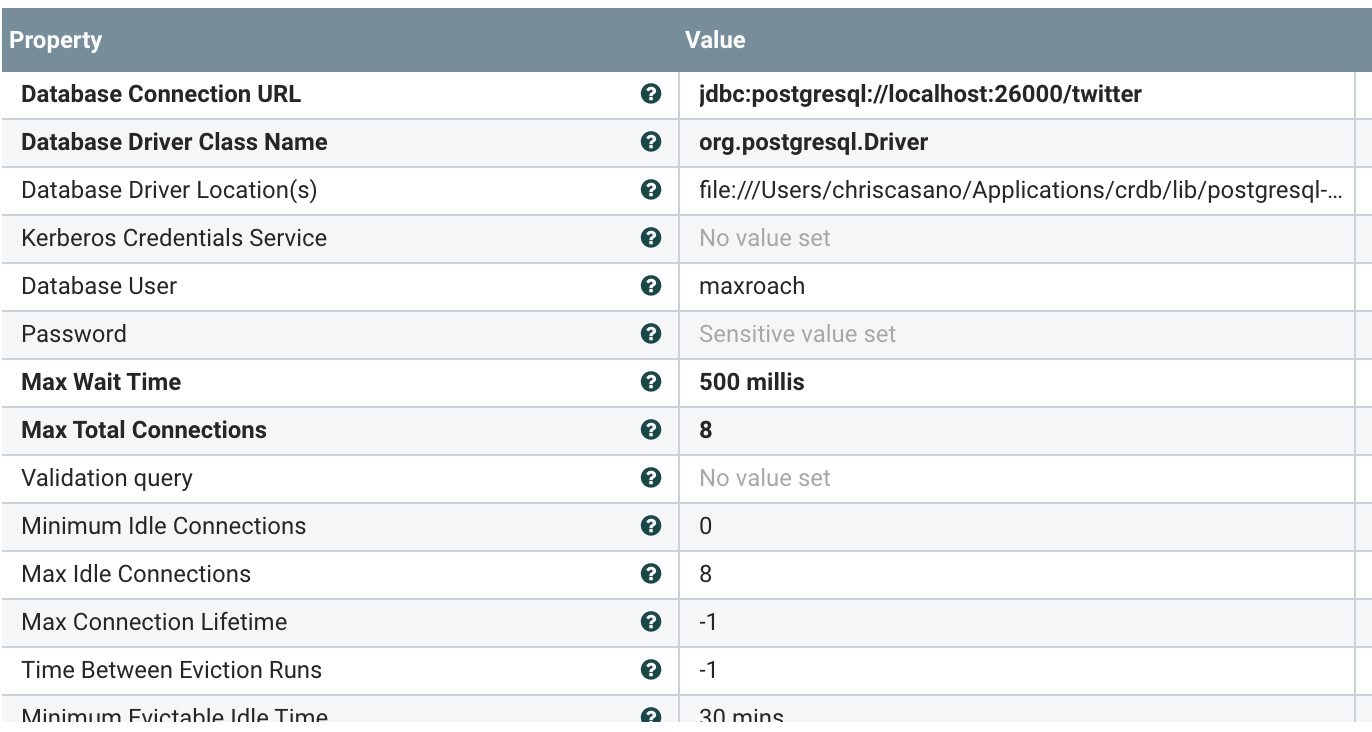 Property Value
Database Connection URL ? jdbc:postgresql://localhost:26000/twitter
Database Driver Class Name ? org.postgresql.Driver
Database Driver Location(s) ? file:///Users/chriscasano/Applications/crdb/lib/postgresql-...
Kerberos Credentials Service ? No value set
Database User ? maxroach
Password ? Sensitive value set
Max Wait Time ? 500 millis
Max Total Connections ? 8
Validation query ? No value set
Minimum Idle Connections ? 0
Max Idle Connections ? 8
Max Connection Lifetime ? -1
Time Between Eviction Runs ? -1
Minimum Evictable Idle Time ? 30 mins